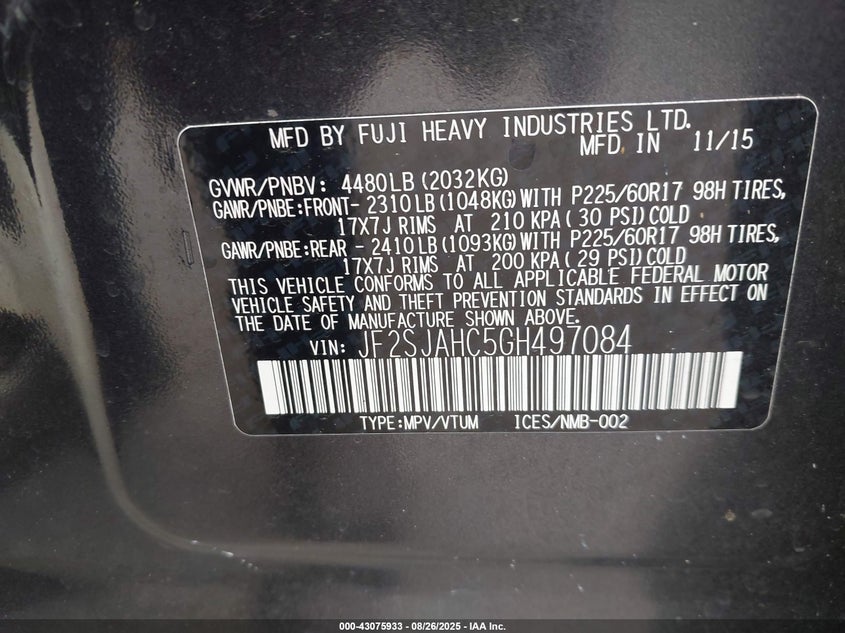 MFD BY FUJI HEAVY INDUSTRIES LTD.
MFD IN 11/15
GVWR/PNBV: 4480LB (2032KG)
GAWR/PNBE:FRONT- 2310 LB (1048KG) WITH P225/60R17 98H TIRES,
17X7J RIMS AT 210 KPA ( 30 PSI) COLD
GAWR/PNBE:REAR - 2410 LB (1093KG) WITH P225/60R17 98H TIRES,
17X7J RIMS AT 200 KPA ( 29 PSI) COLD
THIS VEHICLE CONFORMS TO ALL APPLICABLE FEDERAL MOTOR
VEHICLE SAFETY AND THEFT PREVENTION STANDARDS IN EFFECT ON
THE DATE OF MANUFACTURE SHOWN ABOVE.
VIN: JF2SJAHC5GH497084
TYPE:MPV/VTUM ICES/NMB-002
000-43075933 - 08/26/2025 - IAA Inc.